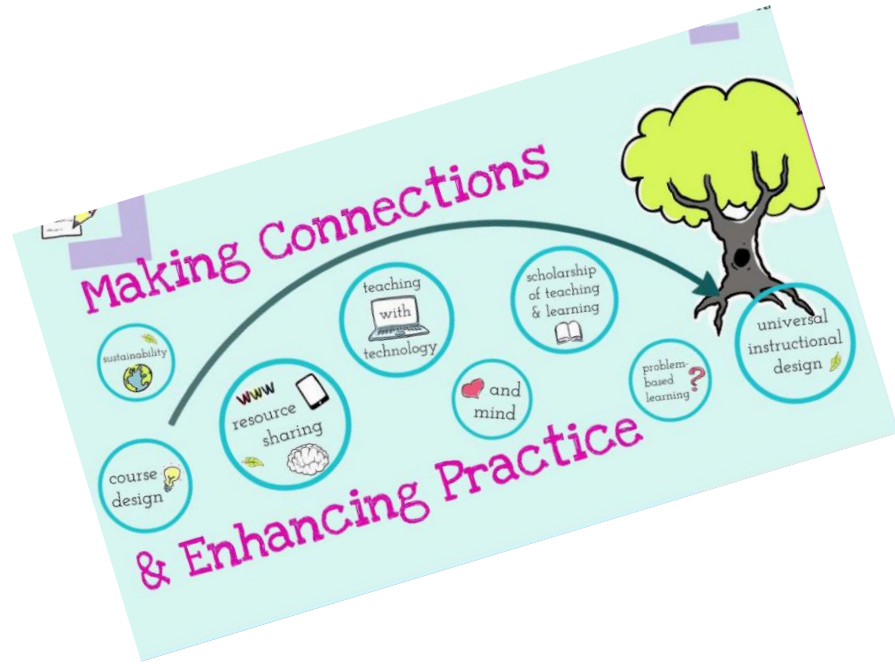 Making Connections
sustainability
course
design
www
resource
sharing
teaching
with
technology
and
mind
scholarship
of teaching
& learning
problem-
based
learning
?
universal
instructional
design
& Enhancing Practice